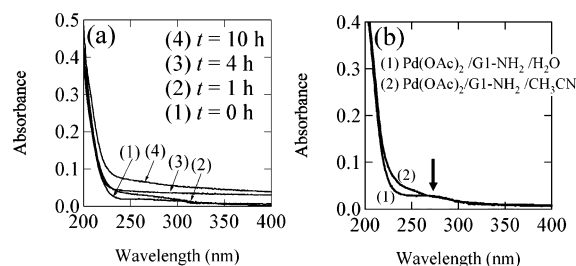 (a)
(4) t = 10 h
(3) t = 4 h
(2) t = 1 h
(1) t = 0 h
(1)
(4)
(3)
(2)
0.5
0.4
0.3
0.2
0.1
0.0
200
250
300
350
400
Absorbance
Wavelength (nm)
(b)
(1) Pd(OAc)2 /G1-NH2 /H2O
(2) Pd(OAc)2/G1-NH2 /CH3CN
(2)
(1)
0.4
0.3
0.2
0.1
0.0
200
250
300
350
400
Absorbance
Wavelength (nm)